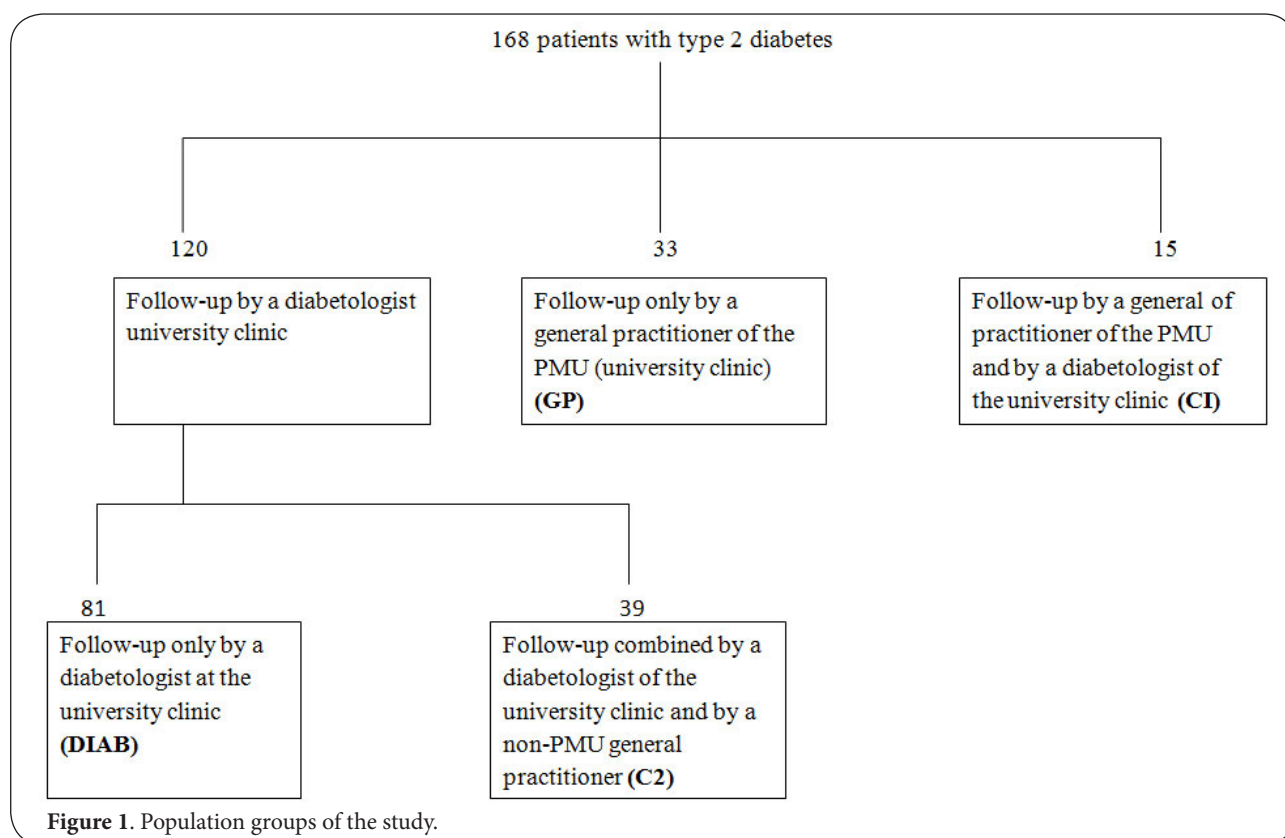 168 patients with type 2 diabetes
120
Follow-up by a diabetologist
university clinic
33
Follow-up only by a
general practitioner of the
PMU (university clinic)
(GP)
15
Follow-up by a general of
practitioner of the PMU
and by a diabetologist of
the university clinic (CI)
81
Follow-up only by a
diabetologist at the
university clinic
(DIAB)
39
Follow-up combined by a
diabetologist of the
university clinic and by a
non-PMU general
practitioner (C2)
Figure 1. Population groups of the study.